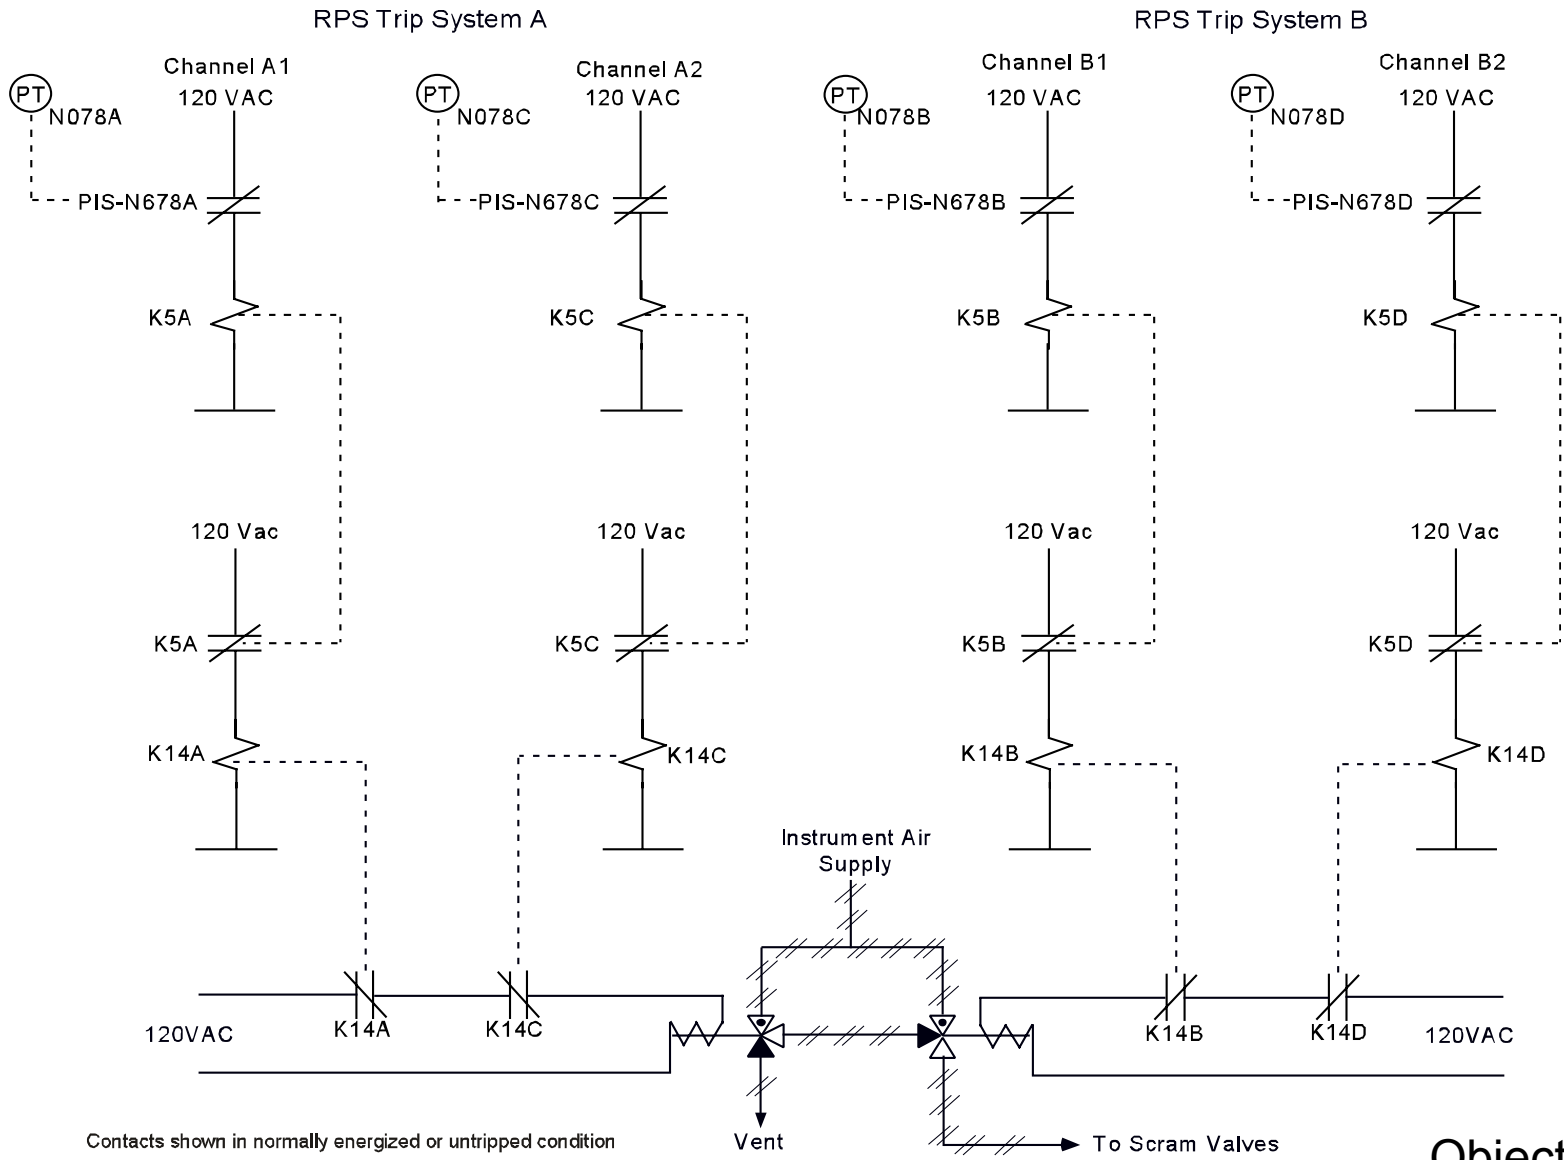 RPS Trip System A
RPS Trip System B
Channel A1
120 VAC
Channel A2
120 VAC
Channel B1
120 VAC
Channel B2
120 VAC
PT
N078A
PT
N078C
PT
N078B
PT
N078D
PIS-N678A
PIS-N678C
PIS-N678B
PIS-N678D
K5A
K5C
K5B
K5D
120 Vac
120 Vac
120 Vac
120 Vac
K5A
K5C
K5B
K5D
K14A
K14C
K14B
K14D
Instrument Air
Supply
120VAC
K14A
K14C
K14B
K14D
120VAC
Contacts shown in normally energized or untripped condition
Vent
To Scram Valves
Object